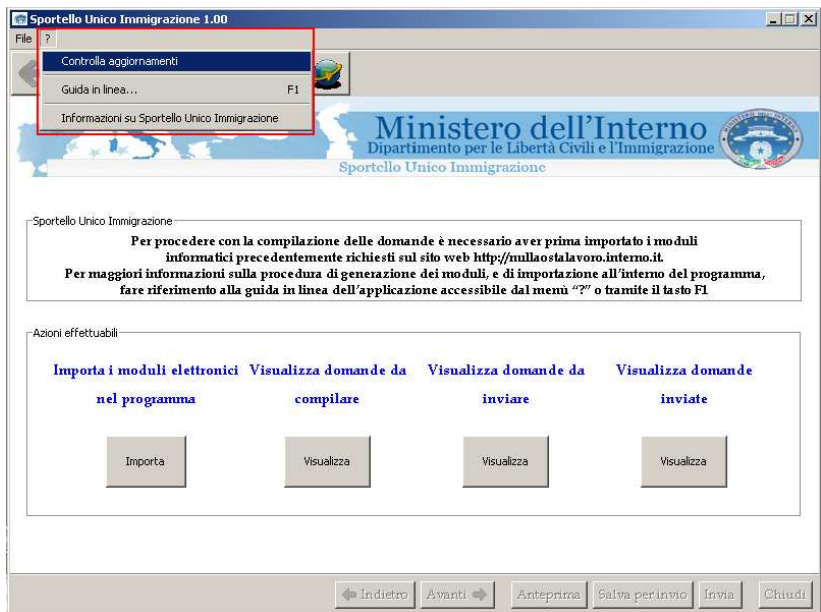 Sportello Unico Immigrazione 1.00
File ?
Controlla aggiornamenti
Guida in linea... F1
Informazioni su Sportello Unico Immigrazione
Ministero dell'Interno
Dipartimento per le Libertà Civili e l'Immigrazione
Sportello Unico Immigrazione
Sportello Unico Immigrazione
Per procedere con la compilazione delle domande è necessario aver prima importato i moduli
informatici precedentemente richiesti sul sito web http://nullaostalavoro.interno.it.
Per maggiori informazioni sulla procedura di generazione dei moduli, e di importazione all'interno del programma,
fare riferimento alla guida in linea dell'applicazione accessibile dal menù "?" o tramite il tasto F1
Azioni effettuabili
Importa i moduli elettronici
nel programma
Visualizza domande da
compilare
Visualizza domande da
inviare
Visualizza domande
inviate
Importa
Visualizza
Visualizza
Visualizza
Indietro
Avanti
Anteprima
Salva per invio
Invia
Chiudi